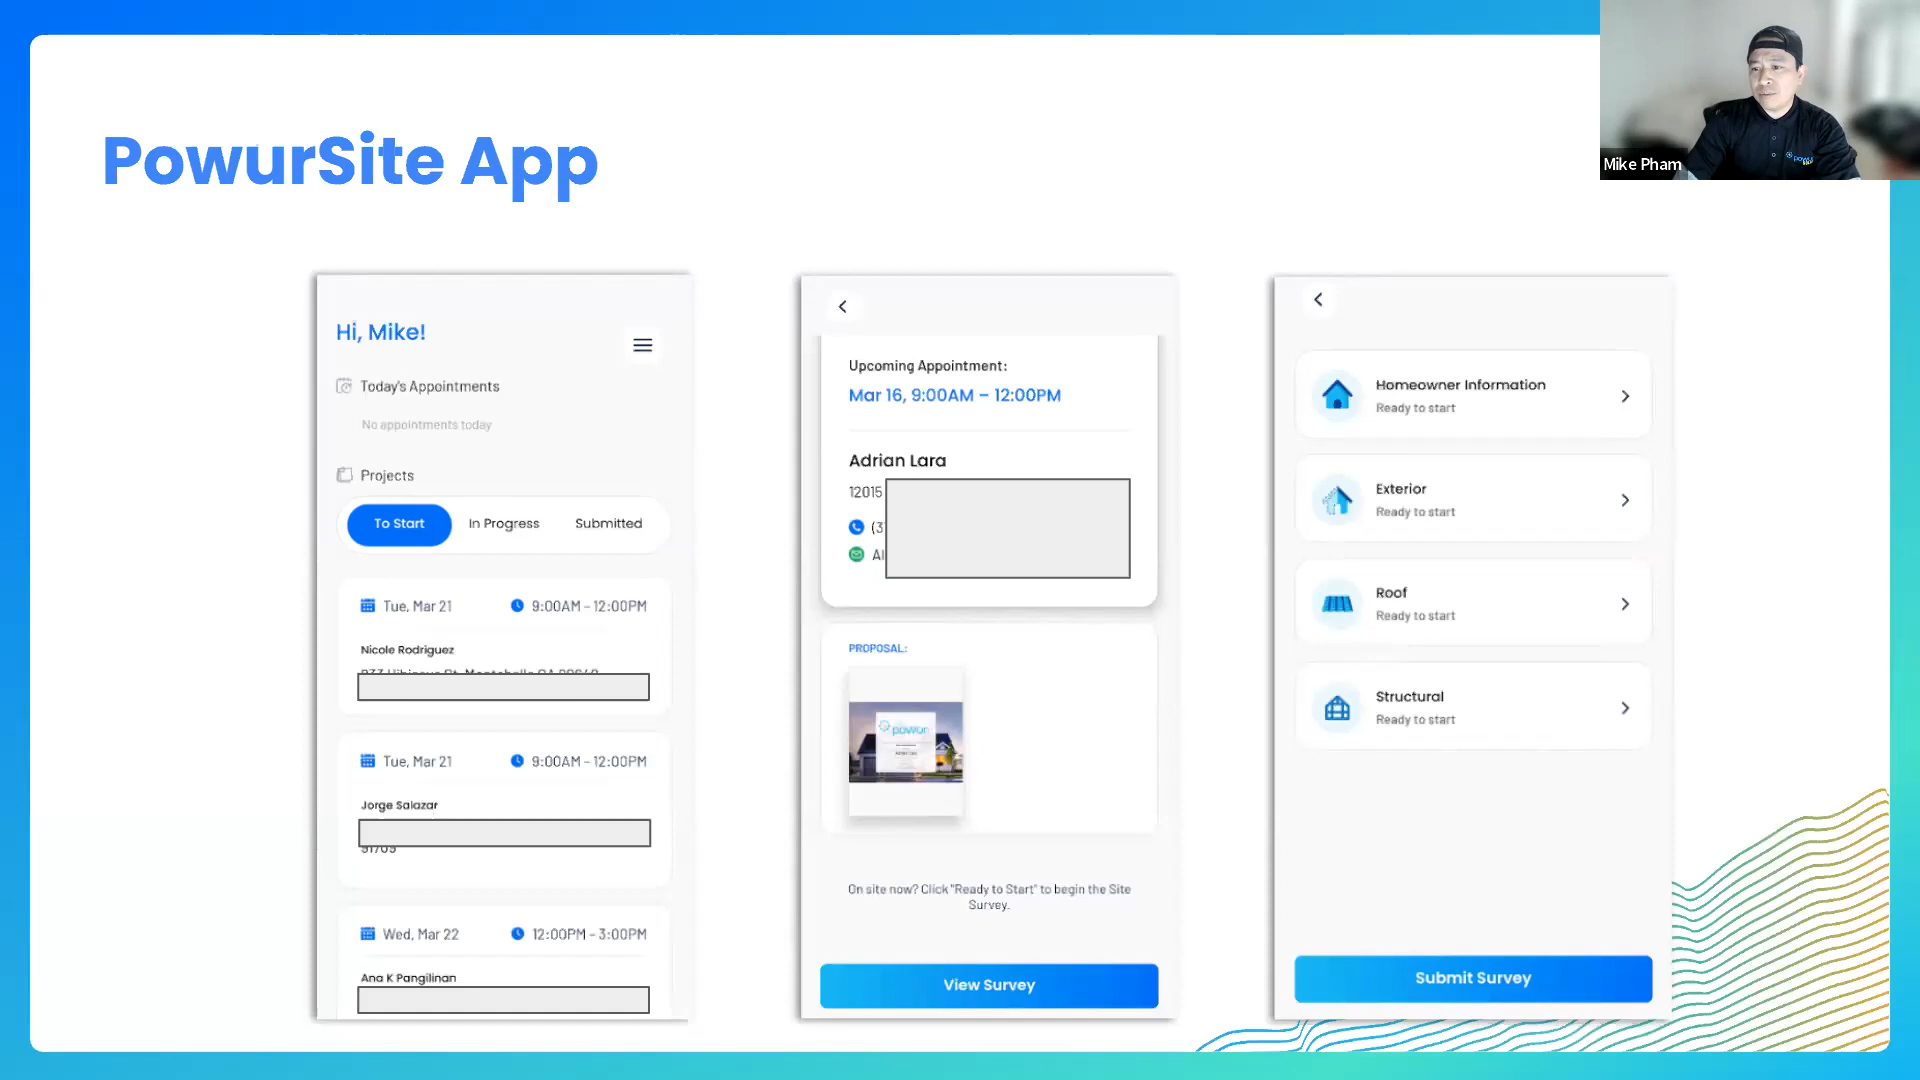 Mike Pham
PowurSite App
Hi, Mike!
Today's Appointments
No appointments today
Projects
To Start
In Progress
Submitted
Tue, Mar 21
9:00AM – 12:00PM
Nicole Rodriguez
Tue, Mar 21
9:00AM – 12:00PM
Jorge Salazar
91709
Wed, Mar 22
12:00PM – 3:00PM
Ana K Pangilinan
Upcoming Appointment:
Mar 16, 9:00AM – 12:00PM
Adrian Lara
12015
(3
Al
PROPOSAL:
powur
On site now? Click "Ready to Start" to begin the Site
Survey.
View Survey
Homeowner Information
Ready to start
Exterior
Ready to start
Roof
Ready to start
Structural
Ready to start
Submit Survey